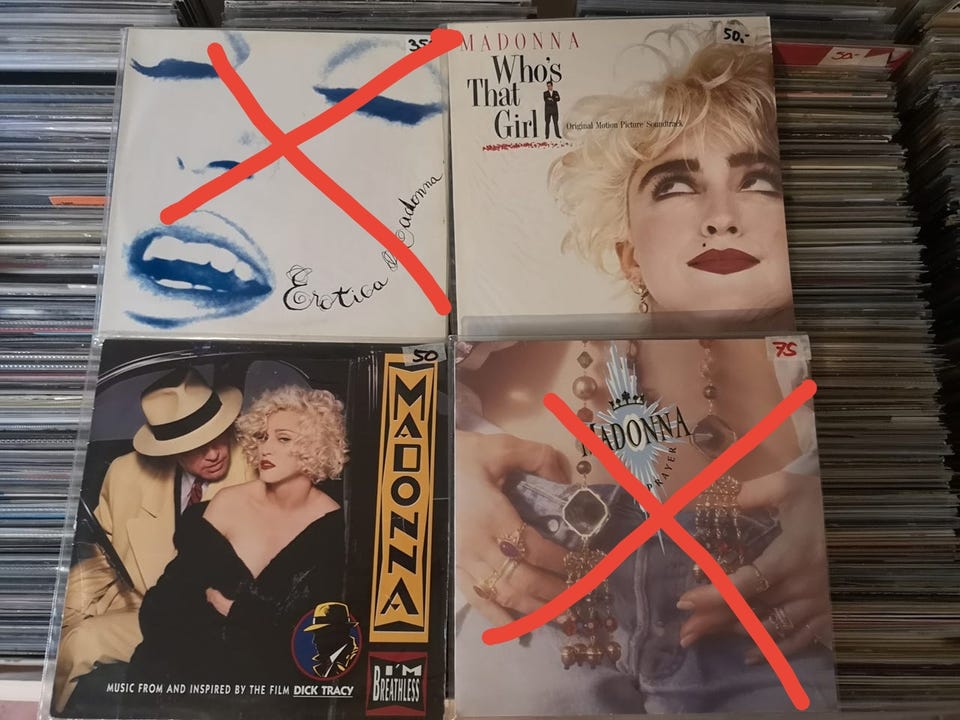 35
Erotica Madonna
MADONNA
Who's
That
Girl
Original Motion Picture Soundtrack
50.-
50.-
50
MADONNA
I'M
BREATHLESS
MUSIC FROM AND INSPIRED BY THE FILM DICK TRACY
75
MADONNA
PRAYER